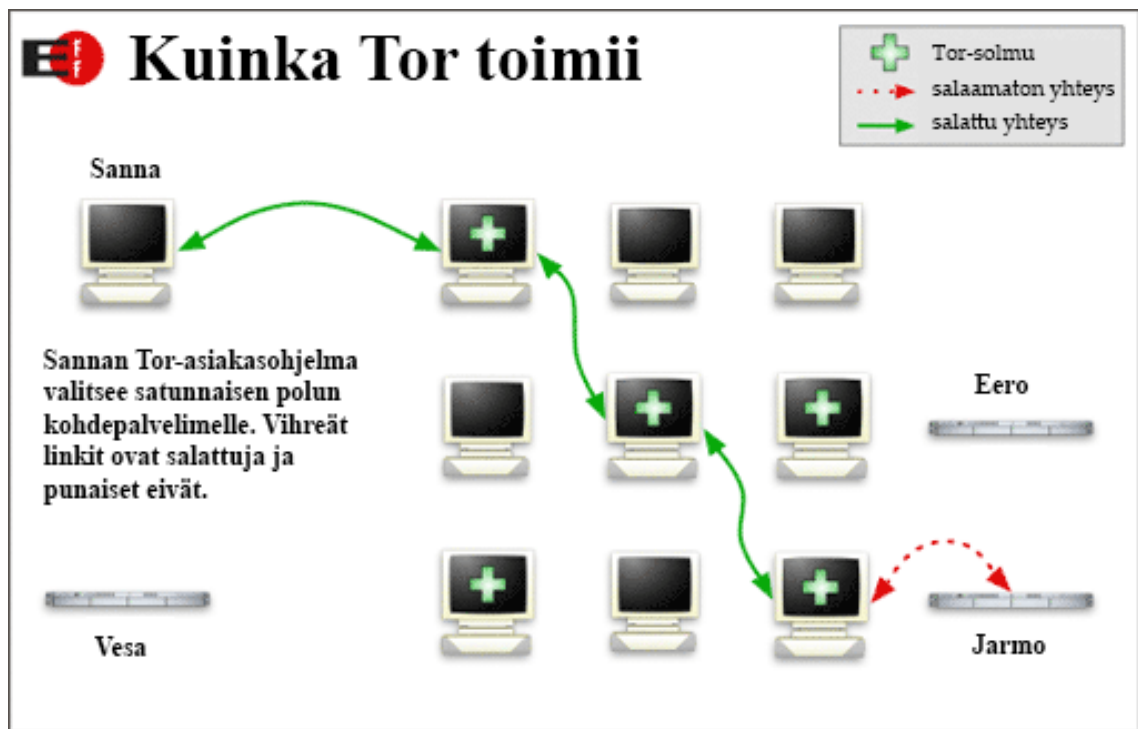 EFF
Kuinka Tor toimii
Tor-solmu
salaamaton yhteys
salattu yhteys
Sanna
Sannan Tor-asiakasohjelma
valitsee satunnaisen polun
kohdepalvelimelle. Vihreät
linkit ovat salattuja ja
punaiset eivät.
Eero
Vesa
Jarmo